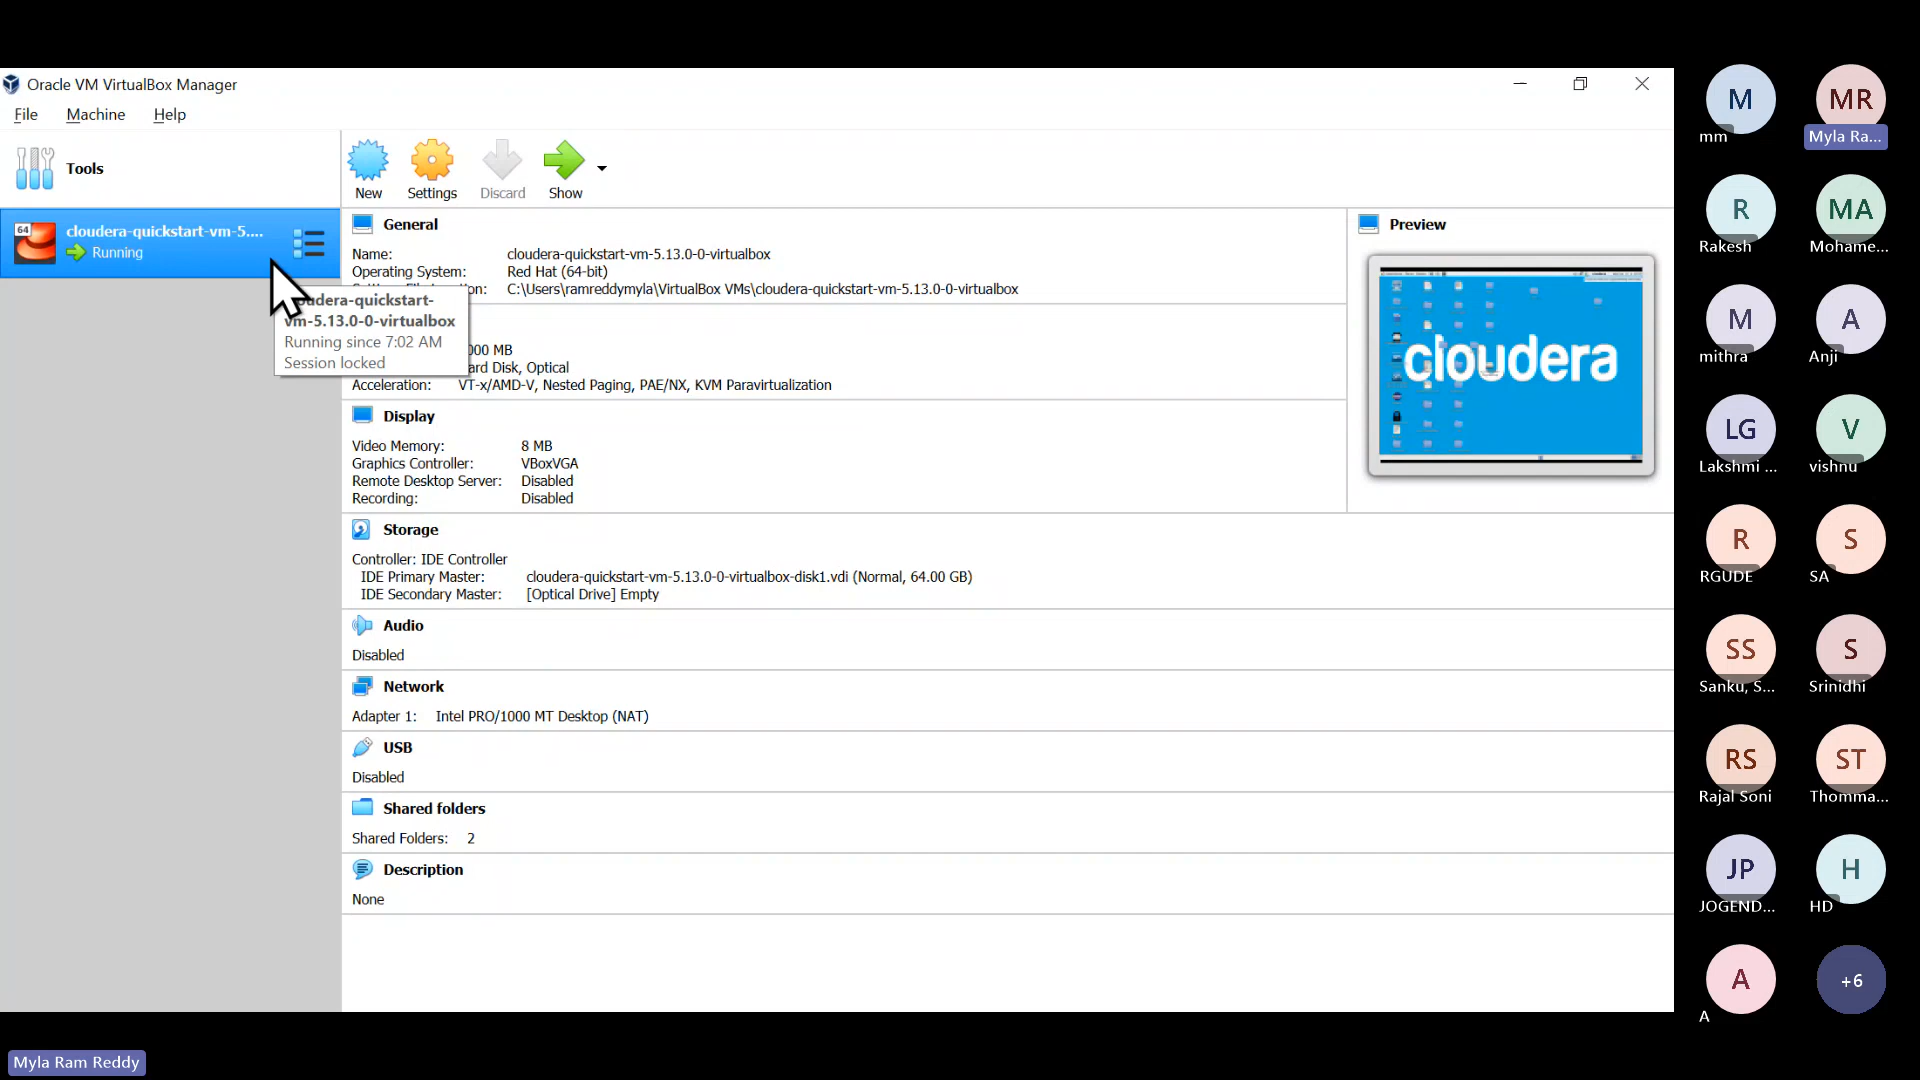 Oracle VM VirtualBox Manager
File Machine Help
Tools
New Settings Discard Show
64 cloudera-quickstart-vm-5....
Running
cloudera-quickstart-
vm-5.13.0-0-virtualbox
Running since 7:02 AM
Session locked
General
Name: cloudera-quickstart-vm-5.13.0-0-virtualbox
Operating System: Red Hat (64-bit)
C:\Users\ramreddymyla\VirtualBox VMs\cloudera-quickstart-vm-5.13.0-0-virtualbox
MB
Disk, Optical
Acceleration: VT-x/AMD-V, Nested Paging, PAE/NX, KVM Paravirtualization
Display
Video Memory: 8 MB
Graphics Controller: VBoxVGA
Remote Desktop Server: Disabled
Recording: Disabled
Preview
cloudera
Storage
Controller: IDE Controller
IDE Primary Master: cloudera-quickstart-vm-5.13.0-0-virtualbox-disk1.vdi (Normal, 64.00 GB)
IDE Secondary Master: [Optical Drive] Empty
Audio
Disabled
Network
Adapter 1: Intel PRO/1000 MT Desktop (NAT)
USB
Disabled
Shared folders
Shared Folders: 2
Description
None
M MR
mm Myla Ra...
R MA
Rakesh Mohame...
M A
mithra Anji
LG V
Lakshmi ... vishnu
R S
RGUDE SA
SS S
Sanku, S... Srinidhi
RS ST
Rajal Soni Thomma...
JP H
JOGEND... HD
A +6
A
Myla Ram Reddy